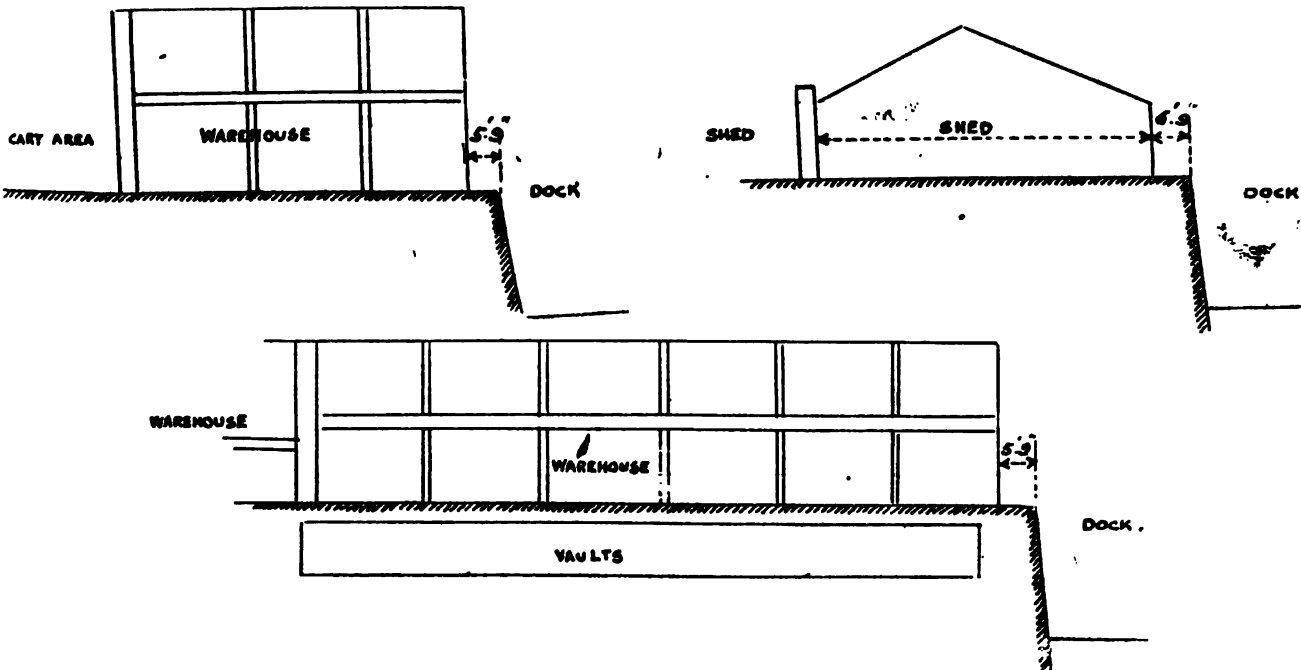 CART AREA
WAREHOUSE
5'.9"
DOCK
SHED
SHED
6'.9"
DOCK
WAREHOUSE
WAREHOUSE
5'.9"
DOCK.
VAULTS